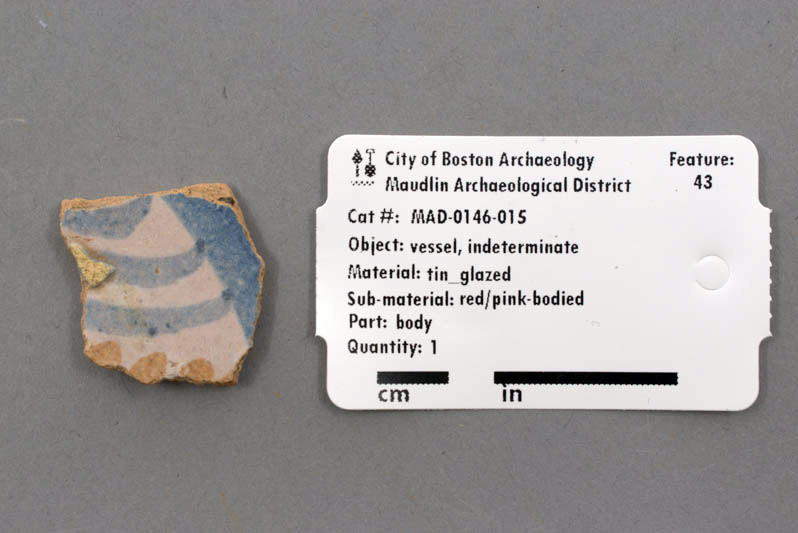 City of Boston Archaeology
Maudlin Archaeological District
Feature:
43
Cat #: MAD-0146-015
Object: vessel, indeterminate
Material: tin_glazed
Sub-material: red/pink-bodied
Part: body
Quantity: 1
cm in